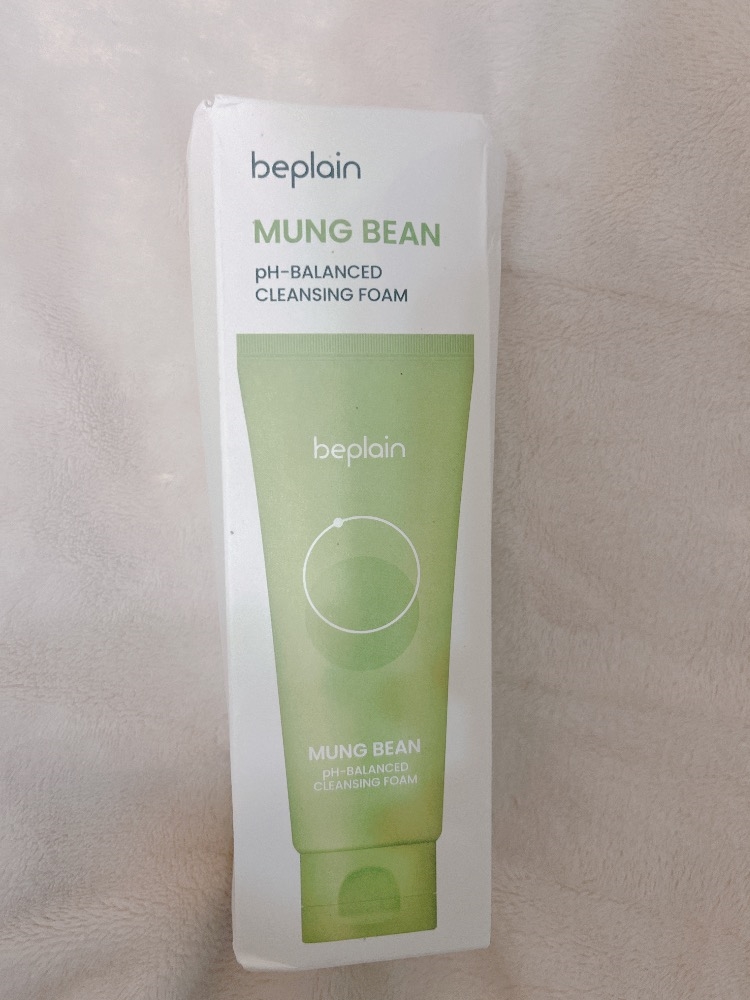 beplain
MUNG BEAN
pH-BALANCED
CLEANSING FOAM
beplain
MUNG BEAN
pH-BALANCED
CLEANSING FOAM